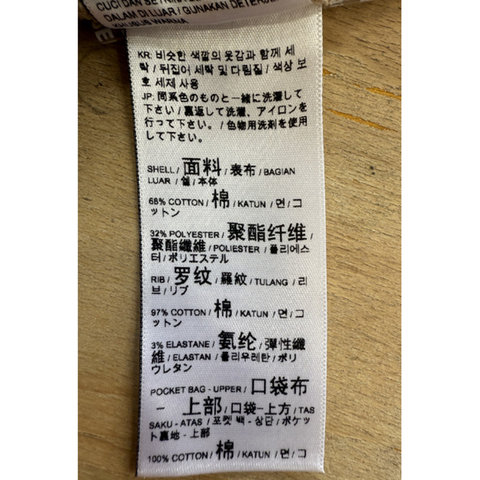 CUCI DAN SETRIKA
DALAM DI LUAR / GUNAKAN DETERJEN
KHUSUS WARNA
KR: 비슷한 색깔의 옷감과 함께 세
탁 / 뒤집어 세탁 및 다림질 / 색상 보
호 세제 사용
JP: 同系色のものと一緒に洗濯して
下さい / 裏返して洗濯、アイロンを
行って下さい。/ 色物用洗剤を使用
して下さい。
SHELL / 面料 / 表布 / BAGIAN
LUAR / 쉘 / 本体
68% COTTON / 棉 / KATUN / 면 / コ
ットン
32% POLYESTER / 聚酯纤维 /
聚酯纖維 / POLIESTER / 폴리에스
터 / ポリエステル
RIB / 罗纹 / 羅紋 / TULANG / 리
브 / リブ
97% COTTON / 棉 / KATUN / 면 / コ
ットン
3% ELASTANE / 氨纶 / 彈性纖
維 / ELASTAN / 폴리우레탄 / ポリ
ウレタン
POCKET BAG - UPPER / 口袋布
- 上部 / 口袋-上方 / TAS
SAKU - ATAS / 포켓 백 - 상단 / ポケッ
ト裏地 - 上部
100% COTTON / 棉 / KATUN / 면 / コ